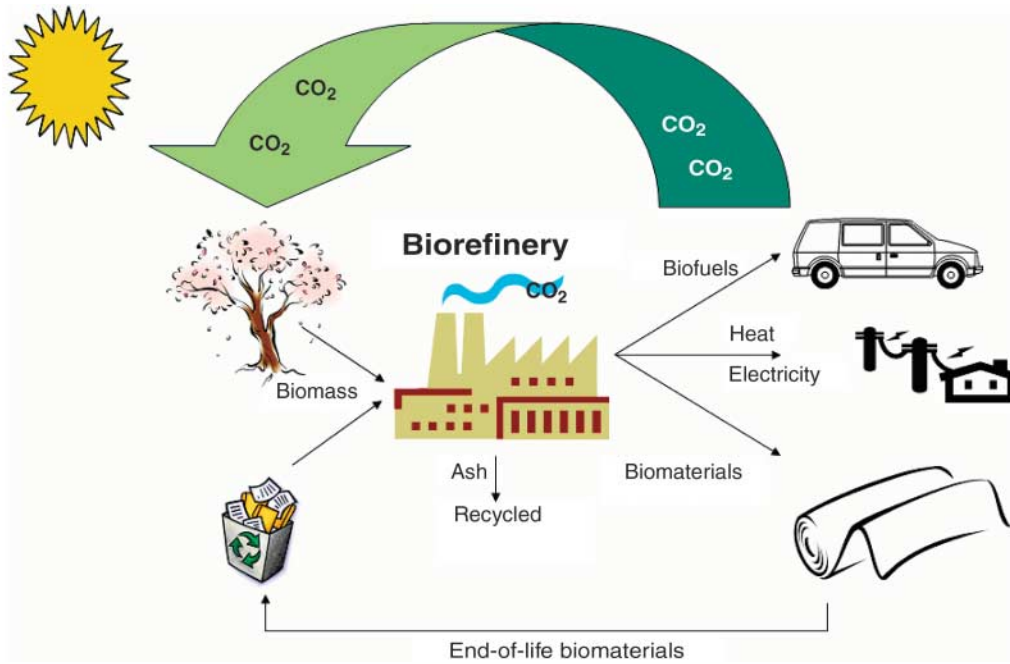 CO₂
CO₂
CO₂
CO₂
Biorefinery
CO₂
Biofuels
Heat
Electricity
Biomass
Ash
Recycled
Biomaterials
End-of-life biomaterials